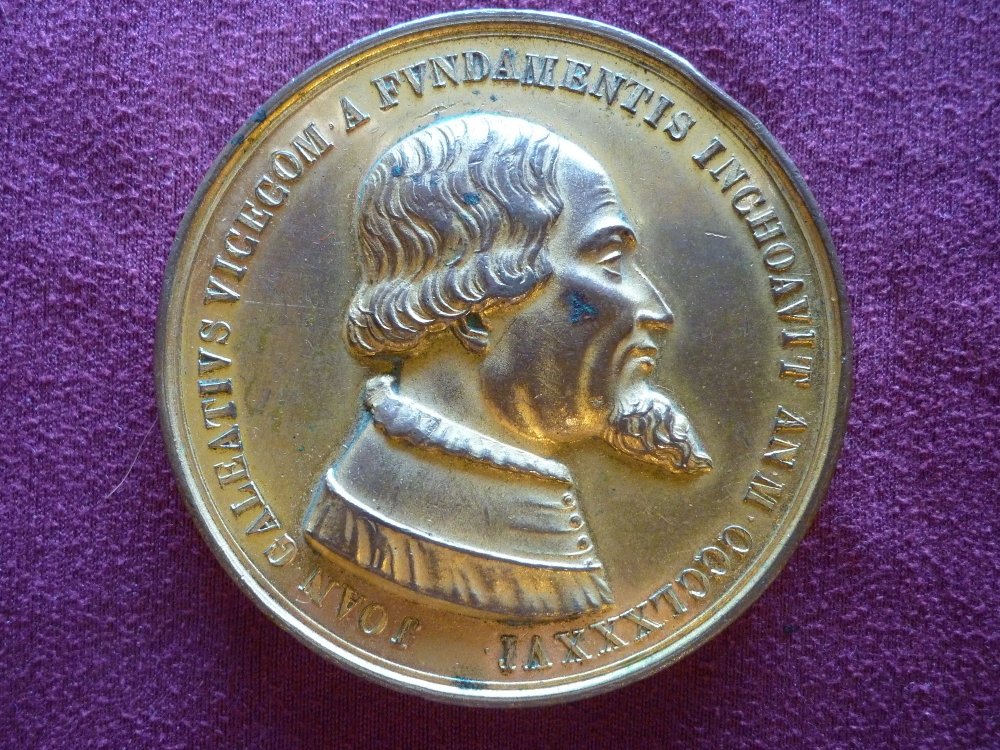 JOAN · GALEATIVS VICECOM · A FVNDAMENTIS INCHOAVIT AN M · CCCLXXXVI